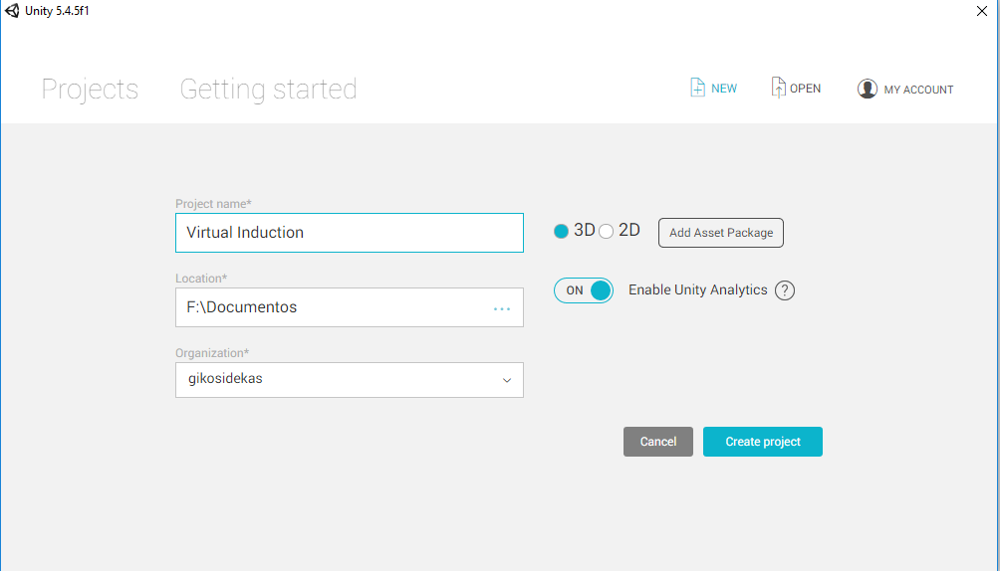 Unity 5.4.5f1
Projects Getting started NEW OPEN MY ACCOUNT
Project name*
Virtual Induction
3D 2D Add Asset Package
Location*
F:\Documentos ...
ON Enable Unity Analytics ?
Organization*
gikosidekas
Cancel Create project